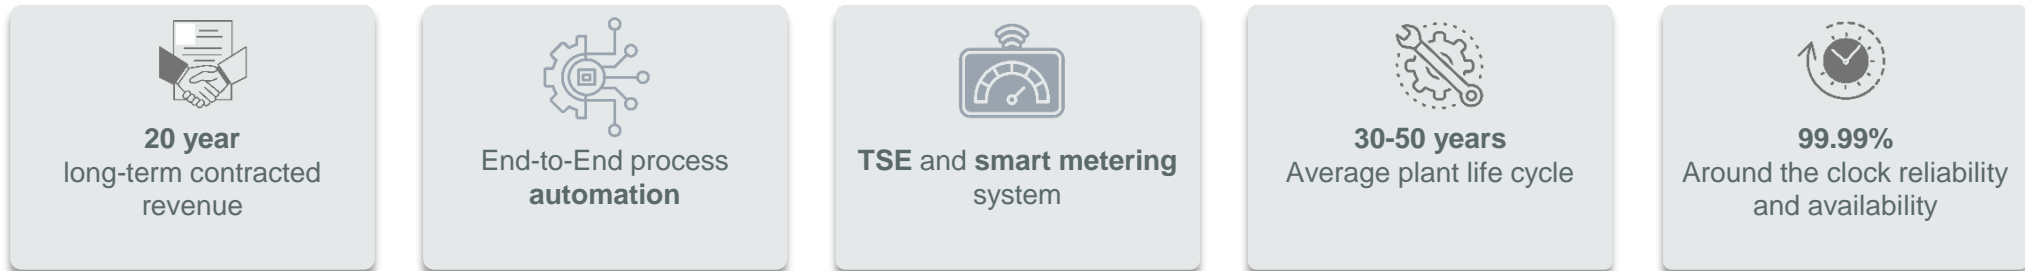 20 year
long-term contracted
revenue
End-to-End process
automation
TSE and smart metering
system
30-50 years
Average plant life cycle
99.99%
Around the clock reliability
and availability